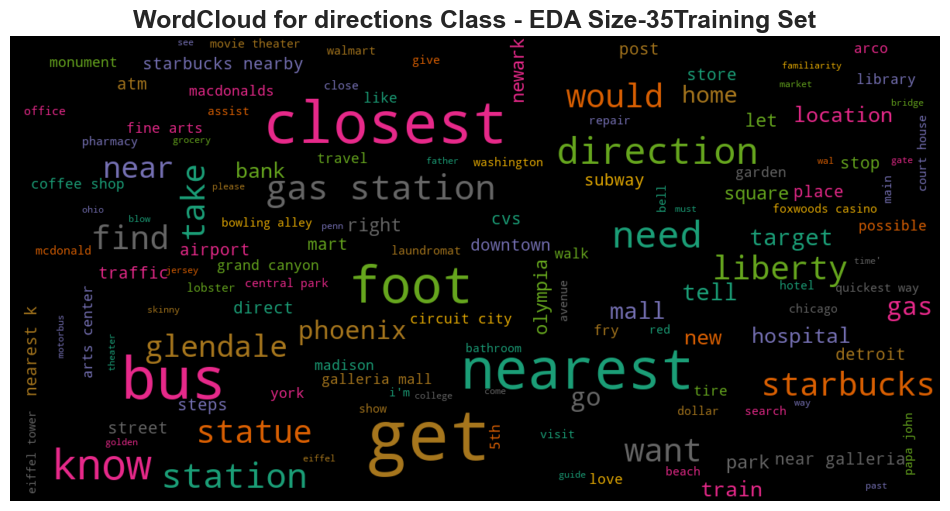 WordCloud for directions Class - EDA Size-35Training Set
see
movie theater
walmart
give
post
arco
monument
starbucks nearby
newark
store
familiarity
library
atm
macdonalds
close
like
closest
would
home
market
bridge
office
assist
fine arts
repair
let
location
pharmacy
grocery
travel
direction
court house
near
bank
father
washington
garden
wal
stop
gate
coffee shop
take
please
gas station
subway
bell
square
place
main
ohio
blow
bowling alley
penn
right
cvs
must
foxwoods casino
find
need
target
possible
mcdonald
airport
mart
laundromat
downtown
walk
time'
traffic
jersey
grand canyon
foot
olympia
liberty
lobster
central park
tell
hotel
quickest way
nearest k
arts center
skinny
direct
avenue
mall
chicago
gas
motorbus
theater
glendale
phoenix
circuit city
fry
red
new
hospital
bathroom
detroit
bus
madison
galleria mall
nearest
starbucks
york
i'm
college
come
go
tire
steps
show
dollar
search
way
eiffel tower
street
golden
statue
get
5th
visit
papa john
know
eiffel
want
park
near galleria
station
guide
love
beach
train
past